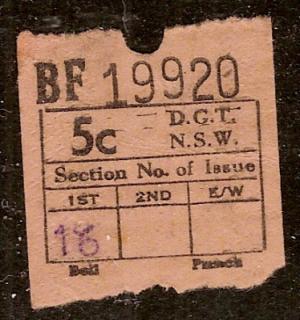 BF 19920
5c D.G.T.
N.S.W.
Section No. of Issue
1ST 2ND E/W
18
Bell Punch